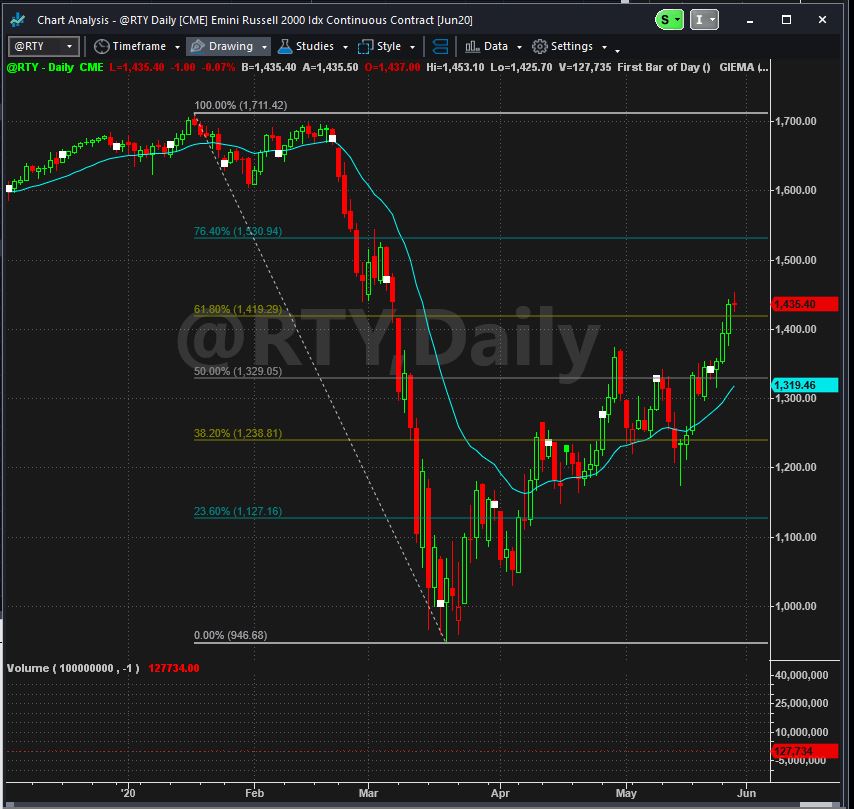 Chart Analysis - @RTY Daily [CME] Emini Russell 2000 Idx Continuous Contract [Jun20]
S
I
@RTY Timeframe Drawing Studies Style Data Settings
@RTY - Daily CME L=1,435.40 -1.00 -0.07% B=1,435.40 A=1,435.50 O=1,437.00 Hi=1,453.10 Lo=1,425.70 V=127,735 First Bar of Day () GIEMA (...
100.00% (1,711.42)
1,700.00
1,600.00
76.40% (1,530.94)
1,500.00
1,435.40
61.80% (1,419.29)
1,400.00
@RTY,Daily
50.00% (1,329.05)
1,319.46
1,300.00
38.20% (1,238.81)
1,200.00
23.60% (1,127.16)
1,100.00
1,000.00
0.00% (946.68)
Volume ( 100000000 , -1 ) 127734.00
40,000,000
25,000,000
10,000,000
127,734
-5,000,000
'20 Feb Mar Apr May Jun